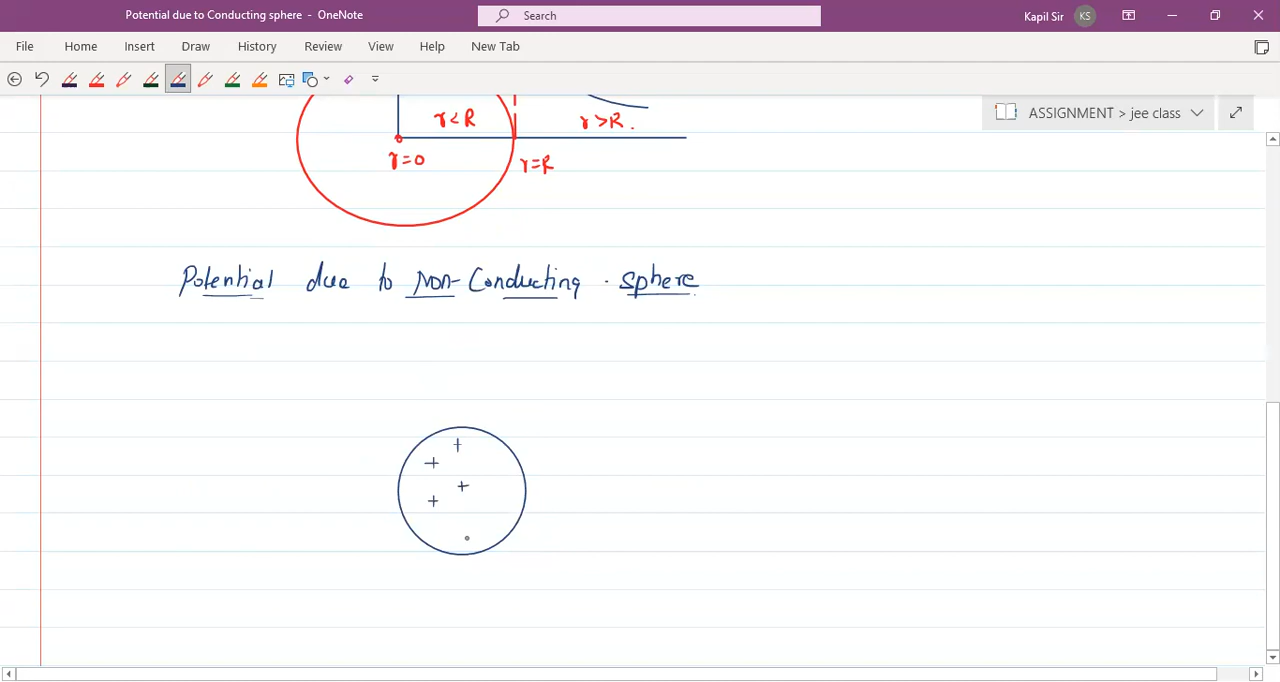 Potential due to Conducting sphere - OneNote
Search
Kapil Sir KS
File Home Insert Draw History Review View Help New Tab
ASSIGNMENT > jee class
r<R r>R.
r=0 r=R
Potential due to Non-Conducting sphere
+
+
+
+